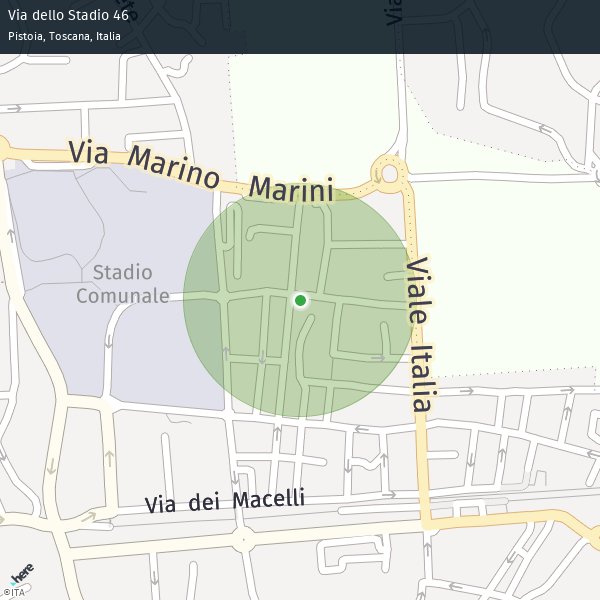 Via dello Stadio 46
Pistoia, Toscana, Italia
Via Marino Marini
Stadio
Comunale
Viale Italia
Via dei Macelli
here
©ITA